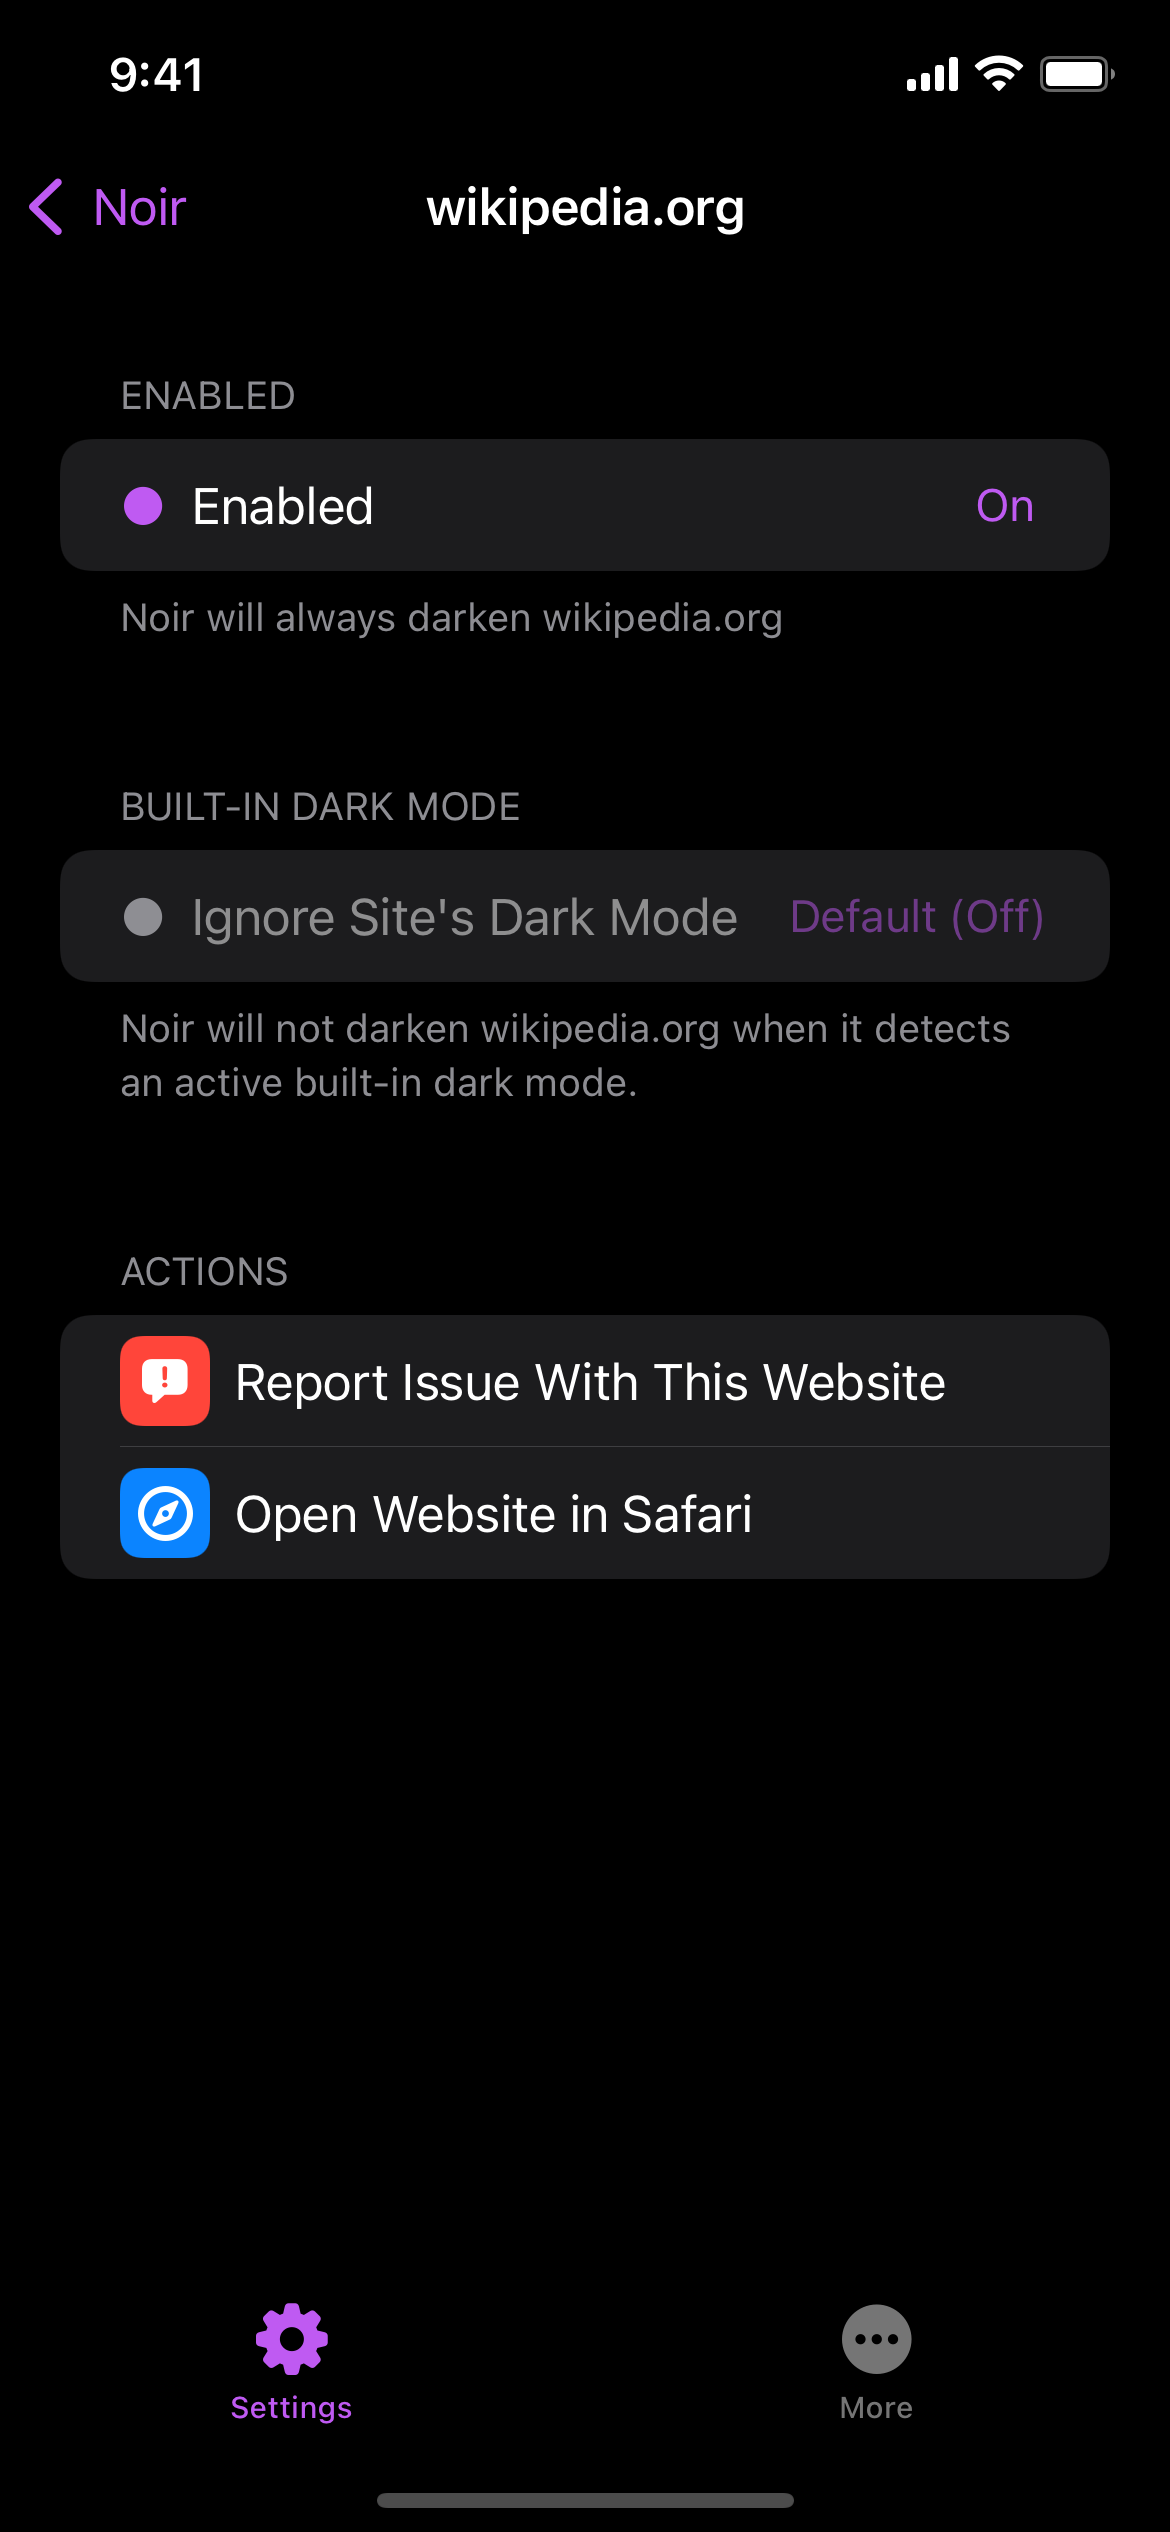 9:41
Noir
wikipedia.org
ENABLED
Enabled
On
Noir will always darken wikipedia.org
BUILT-IN DARK MODE
Ignore Site's Dark Mode
Default (Off)
Noir will not darken wikipedia.org when it detects
an active built-in dark mode.
ACTIONS
Report Issue With This Website
Open Website in Safari
Settings
More